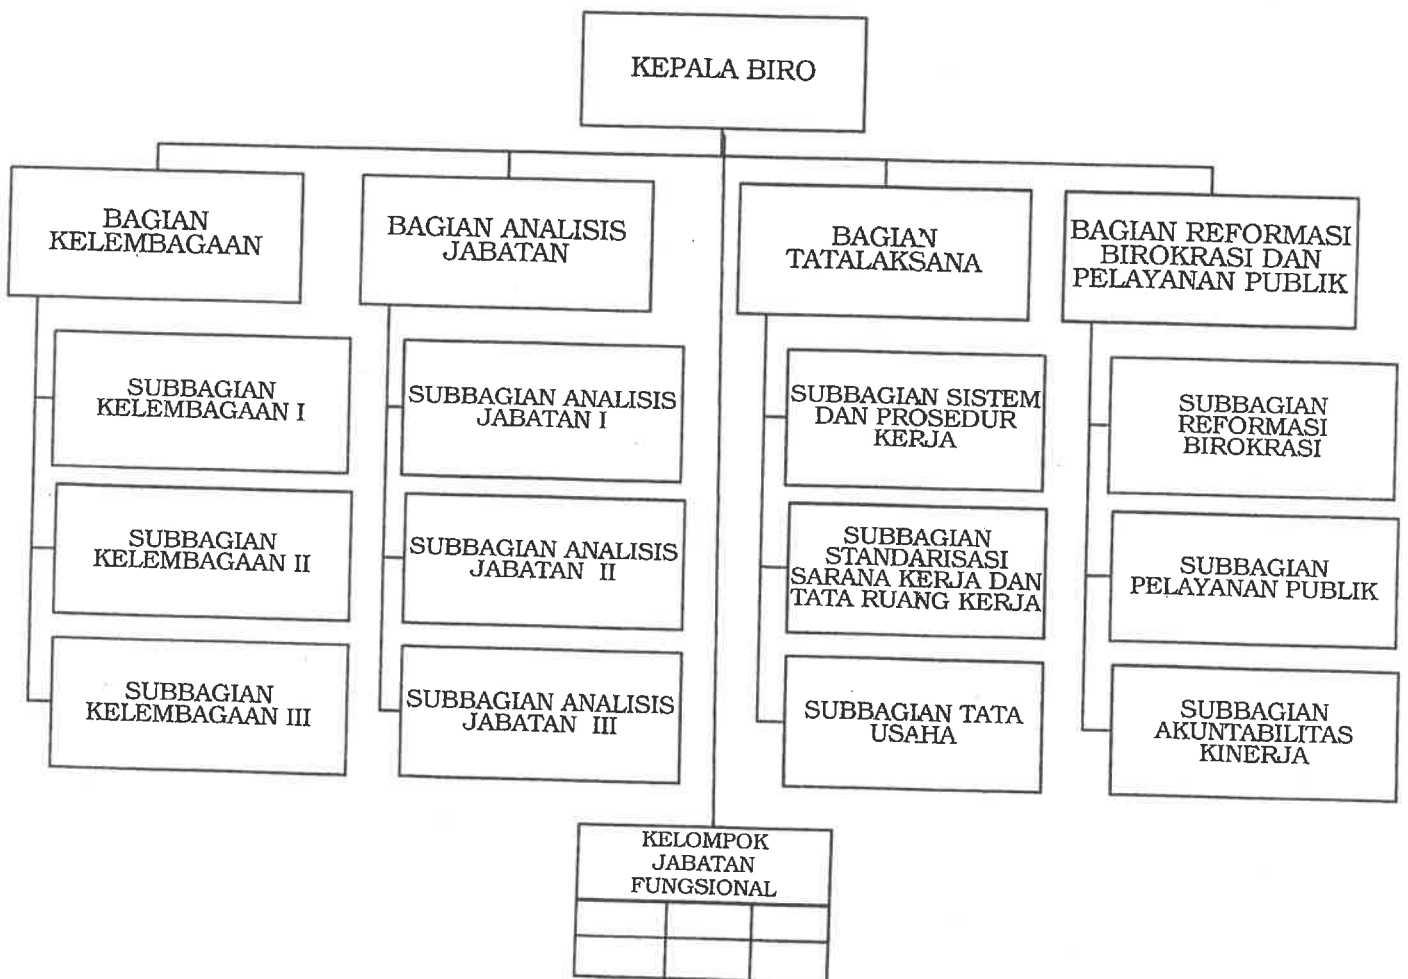 KEPALA BIRO
BAGIAN
KELEMBAGAAN
SUBBAGIAN
KELEMBAGAAN I
SUBBAGIAN
KELEMBAGAAN II
SUBBAGIAN
KELEMBAGAAN III
BAGIAN ANALISIS
JABATAN
SUBBAGIAN ANALISIS
JABATAN I
SUBBAGIAN ANALISIS
JABATAN II
SUBBAGIAN ANALISIS
JABATAN III
BAGIAN
TATALAKSANA
SUBBAGIAN SISTEM
DAN PROSEDUR
KERJA
SUBBAGIAN
STANDARISASI
SARANA KERJA DAN
TATA RUANG KERJA
SUBBAGIAN TATA
USAHA
BAGIAN REFORMASI
BIROKRASI DAN
PELAYANAN PUBLIK
SUBBAGIAN
REFORMASI
BIROKRASI
SUBBAGIAN
PELAYANAN PUBLIK
SUBBAGIAN
AKUNTABILITAS
KINERJA
KELOMPOK
JABATAN
FUNGSIONAL